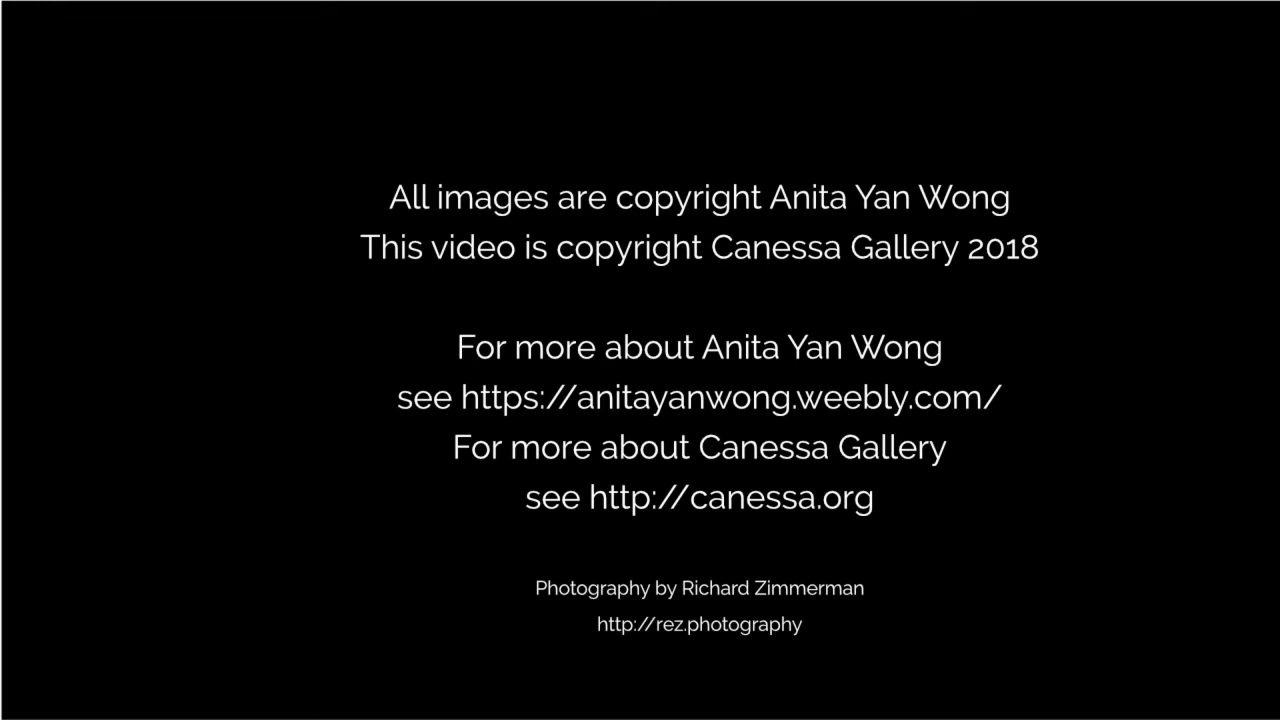 All images are copyright Anita Yan Wong
This video is copyright Canessa Gallery 2018
For more about Anita Yan Wong
see https://anitayanwong.weebly.com/
For more about Canessa Gallery
see http://canessa.org
Photography by Richard Zimmerman
http://rez.photography